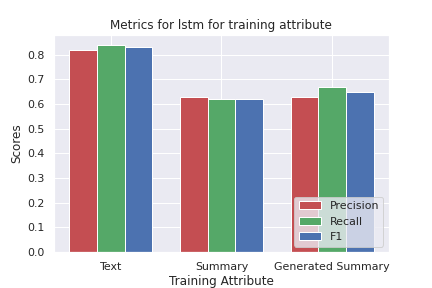 Metrics for lstm for training attribute
Scores
0.8
0.7
0.6
0.5
0.4
0.3
0.2
0.1
0.0
Precision
Recall
F1
Text Summary Generated Summary
Training Attribute